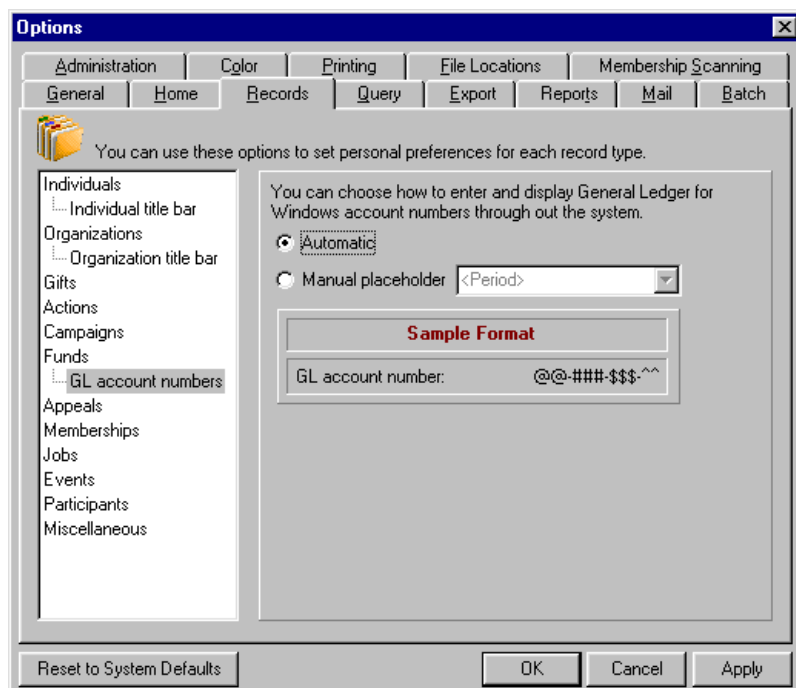 Options
Administration Color Printing File Locations Membership Scanning
General Home Records Query Export Reports Mail Batch
You can use these options to set personal preferences for each record type.
Individuals
Individual title bar
Organizations
Organization title bar
Gifts
Actions
Campaigns
Funds
GL account numbers
Appeals
Memberships
Jobs
Events
Participants
Miscellaneous
You can choose how to enter and display General Ledger for
Windows account numbers through out the system.
Automatic
Manual placeholder <Period>
Sample Format
GL account number: @@-###-$$$-^^
Reset to System Defaults OK Cancel Apply